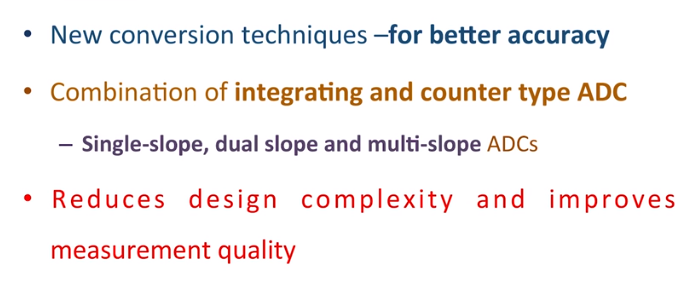 • New conversion techniques –for better accuracy
• Combination of integrating and counter type ADC
– Single-slope, dual slope and multi-slope ADCs
• Reduces design complexity and improves
measurement quality